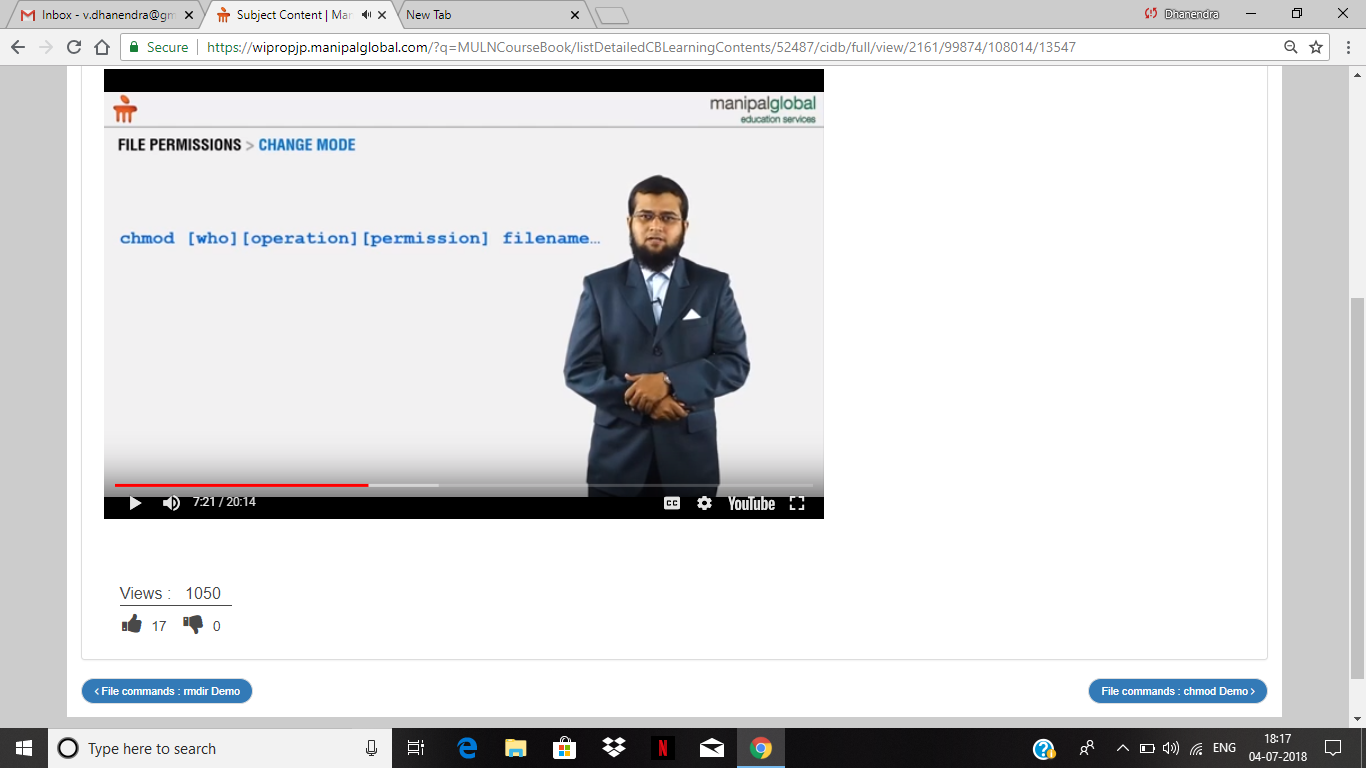 Inbox - v.dhanendra@gm
Subject Content | Man
New Tab
Dhanendra
Secure
https://wipropjp.manipalglobal.com/?q=MULNCourseBook/listDetailedCBLearningContents/52487/cidb/full/view/2161/99874/108014/13547
manipalglobal
education services
FILE PERMISSIONS > CHANGE MODE
chmod [who][operation][permission] filename…
7:21 / 20:14
CC
YouTube
Views : 1050
17 0
‹ File commands : rmdir Demo
File commands : chmod Demo ›
Type here to search
ENG
18:17
04-07-2018